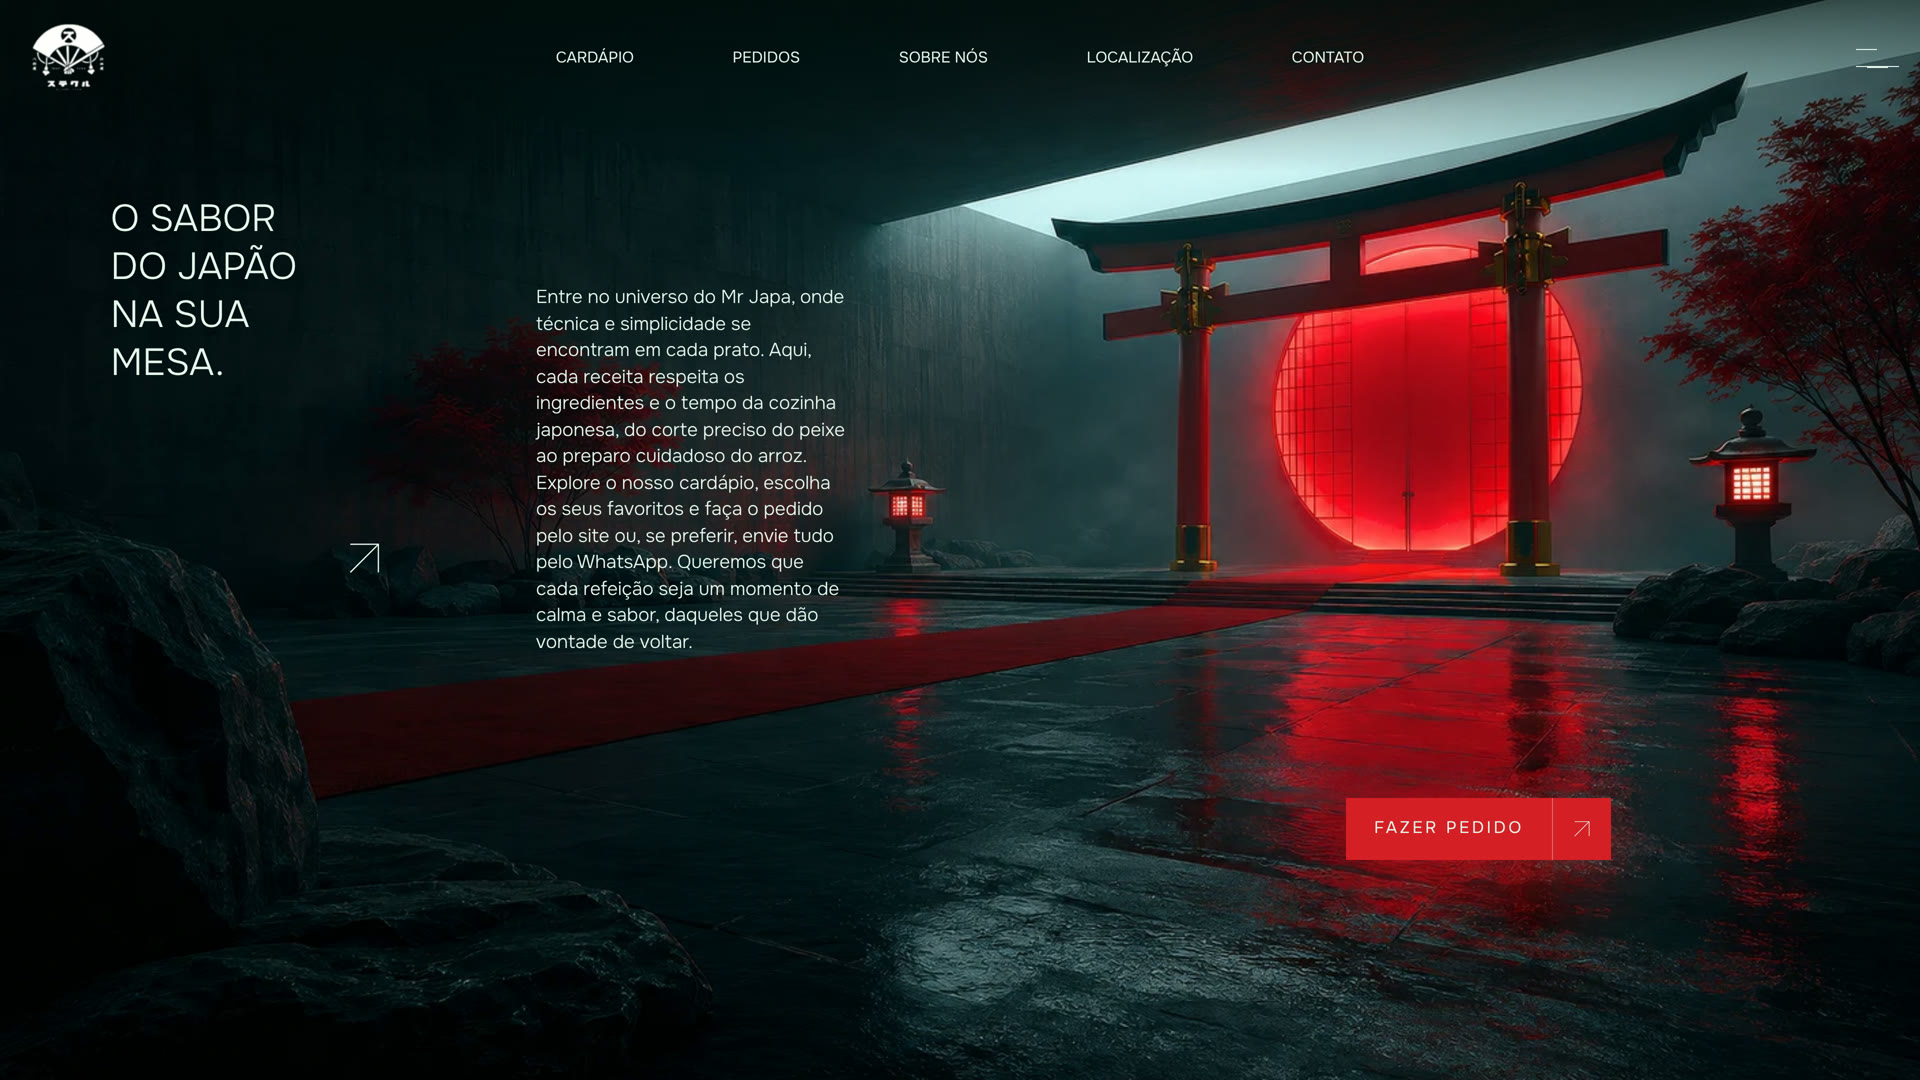 ステクル
CARDÁPIO
PEDIDOS
SOBRE NÓS
LOCALIZAÇÃO
CONTATO
O SABOR
DO JAPÃO
NA SUA
MESA.
Entre no universo do Mr Japa, onde
técnica e simplicidade se
encontram em cada prato. Aqui,
cada receita respeita os
ingredientes e o tempo da cozinha
japonesa, do corte preciso do peixe
ao preparo cuidadoso do arroz.
Explore o nosso cardápio, escolha
os seus favoritos e faça o pedido
pelo site ou, se preferir, envie tudo
pelo WhatsApp. Queremos que
cada refeição seja um momento de
calma e sabor, daqueles que dão
vontade de voltar.
FAZER PEDIDO